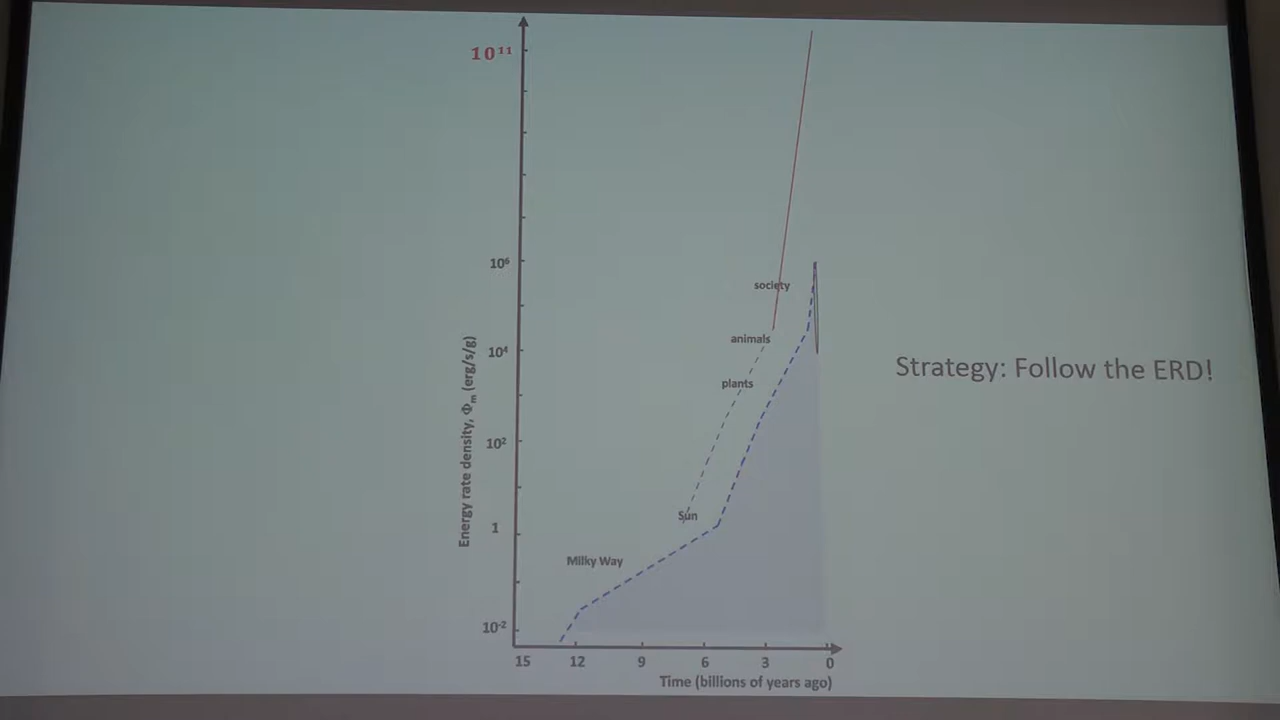 10¹¹
10⁶
society
animals
10⁴
plants
10²
Sun
1
Milky Way
10⁻²
Energy rate density, Φₘ (erg/s/g)
15 12 9 6 3 0
Time (billions of years ago)
Strategy: Follow the ERD!